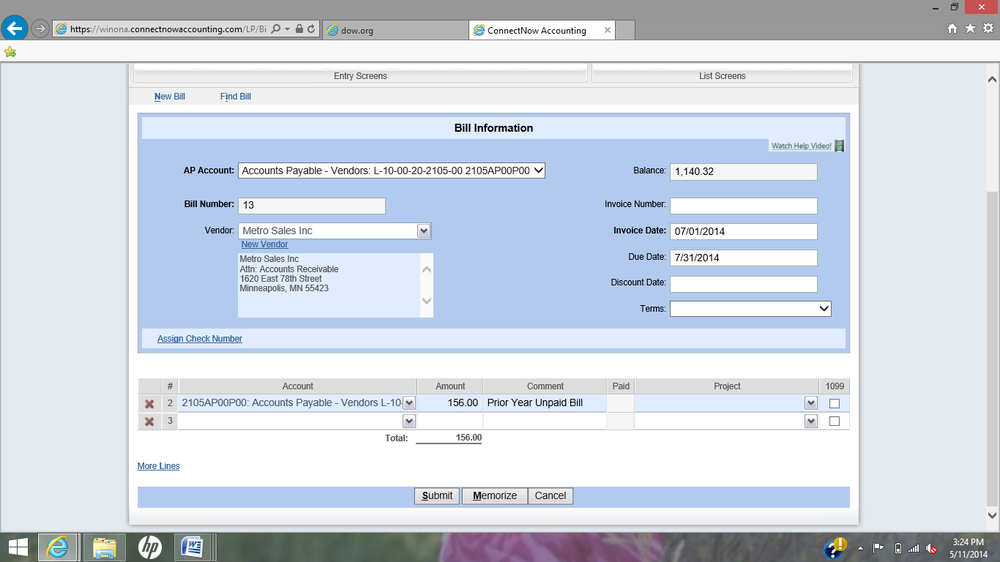 https://winona.connectnowaccounting.com/LP/Bi
dow.org
ConnectNow Accounting
Entry Screens
List Screens
New Bill
Find Bill
Bill Information
Watch Help Video!
AP Account: Accounts Payable - Vendors: L-10-00-20-2105-00 2105AP00P00
Balance: 1,140.32
Bill Number: 13
Invoice Number:
Vendor: Metro Sales Inc
Invoice Date: 07/01/2014
New Vendor
Metro Sales Inc
Attn: Accounts Receivable
1620 East 78th Street
Minneapolis, MN 55423
Due Date: 7/31/2014
Discount Date:
Terms:
Assign Check Number
# Account Amount Comment Paid Project 1099
2 2105AP00P00: Accounts Payable - Vendors L-10- 156.00 Prior Year Unpaid Bill
3
Total: 156.00
More Lines
Submit Memorize Cancel
hp
3:24 PM
5/11/2014